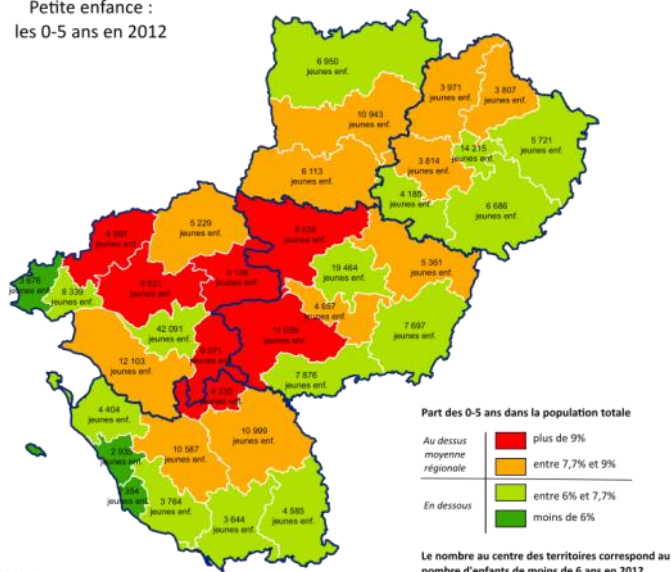 Petite enfance :
les 0-5 ans en 2012
6 950
jeunes enf.
3 971
jeunes enf.
3 807
jeunes enf.
10 943
jeunes enf.
5 721
jeunes enf.
14 215
jeunes enf.
6 113
jeunes enf.
3 814
jeunes enf.
jeunes enf.
6 686
jeunes enf.
5 229
jeunes enf.
jeunes enf.
jeunes enf.
5 361
jeunes enf.
19 464
jeunes enf.
jeunes enf.
jeunes enf.
jeunes enf.
8 339
jeunes enf.
4 657
jeunes enf.
42 091
jeunes enf.
jeunes enf.
7 697
jeunes enf.
12 103
jeunes enf.
jeunes enf.
7 876
jeunes enf.
jeunes enf.
4 404
jeunes enf.
10 999
jeunes enf.
10 587
jeunes enf.
jeunes enf.
jeunes enf.
3 764
jeunes enf.
3 644
jeunes enf.
4 585
jeunes enf.
Part des 0-5 ans dans la population totale
Au dessus
moyenne
régionale
plus de 9%
entre 7,7% et 9%
En dessous
entre 6% et 7,7%
moins de 6%
Le nombre au centre des territoires correspond au
nombre d'enfants de moins de 6 ans en 2012